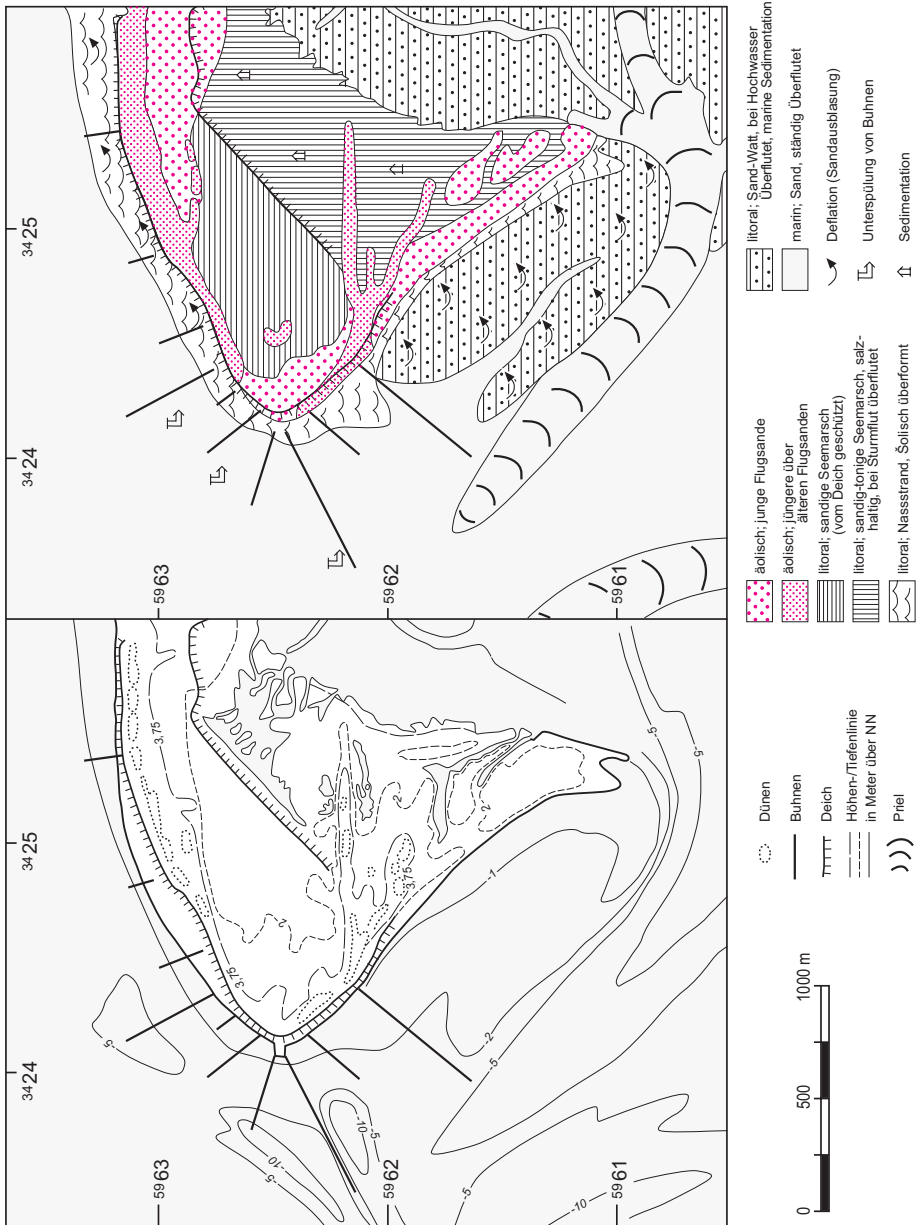 3424
3425
3424
3425
5963
5962
5961
5963
5962
5961
-5
3,75
3,75
2
2
3,75
2
-1
-2
-5
-10
-5
-10
-5
-10
-5
-5
-5
0
500
1000 m
Dünen
Buhnen
Deich
Höhen-/Tiefenlinie
in Meter über NN
Priel
äolisch; junge Flugsande
äolisch; jüngere über
älteren Flugsanden
litoral; sandige Seemarsch
(vom Deich geschützt)
litoral; sandig-tonige Seemarsch, salz-
haltig, bei Sturmflut überflutet
litoral; Nassstrand, Šolisch überformt
litoral; Sand-Watt, bei Hochwasser
Überflutet, marine Sedimentation
marin; Sand, ständig Überflutet
Deflation (Sandausblasung)
Unterspülung von Buhnen
Sedimentation